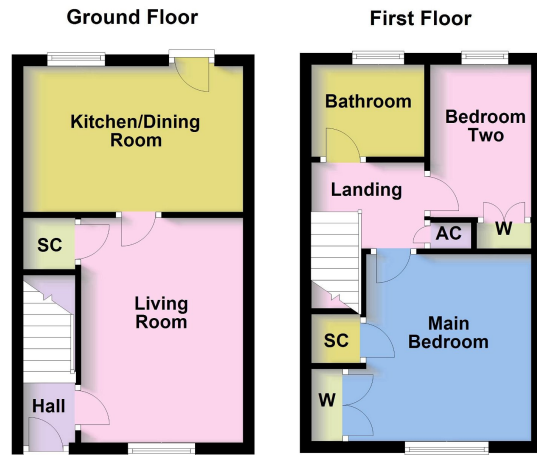 Ground Floor
Kitchen/Dining
Room
SC
Living
Room
Hall
First Floor
Bathroom
Bedroom
Two
Landing
AC
W
SC
Main
Bedroom
W